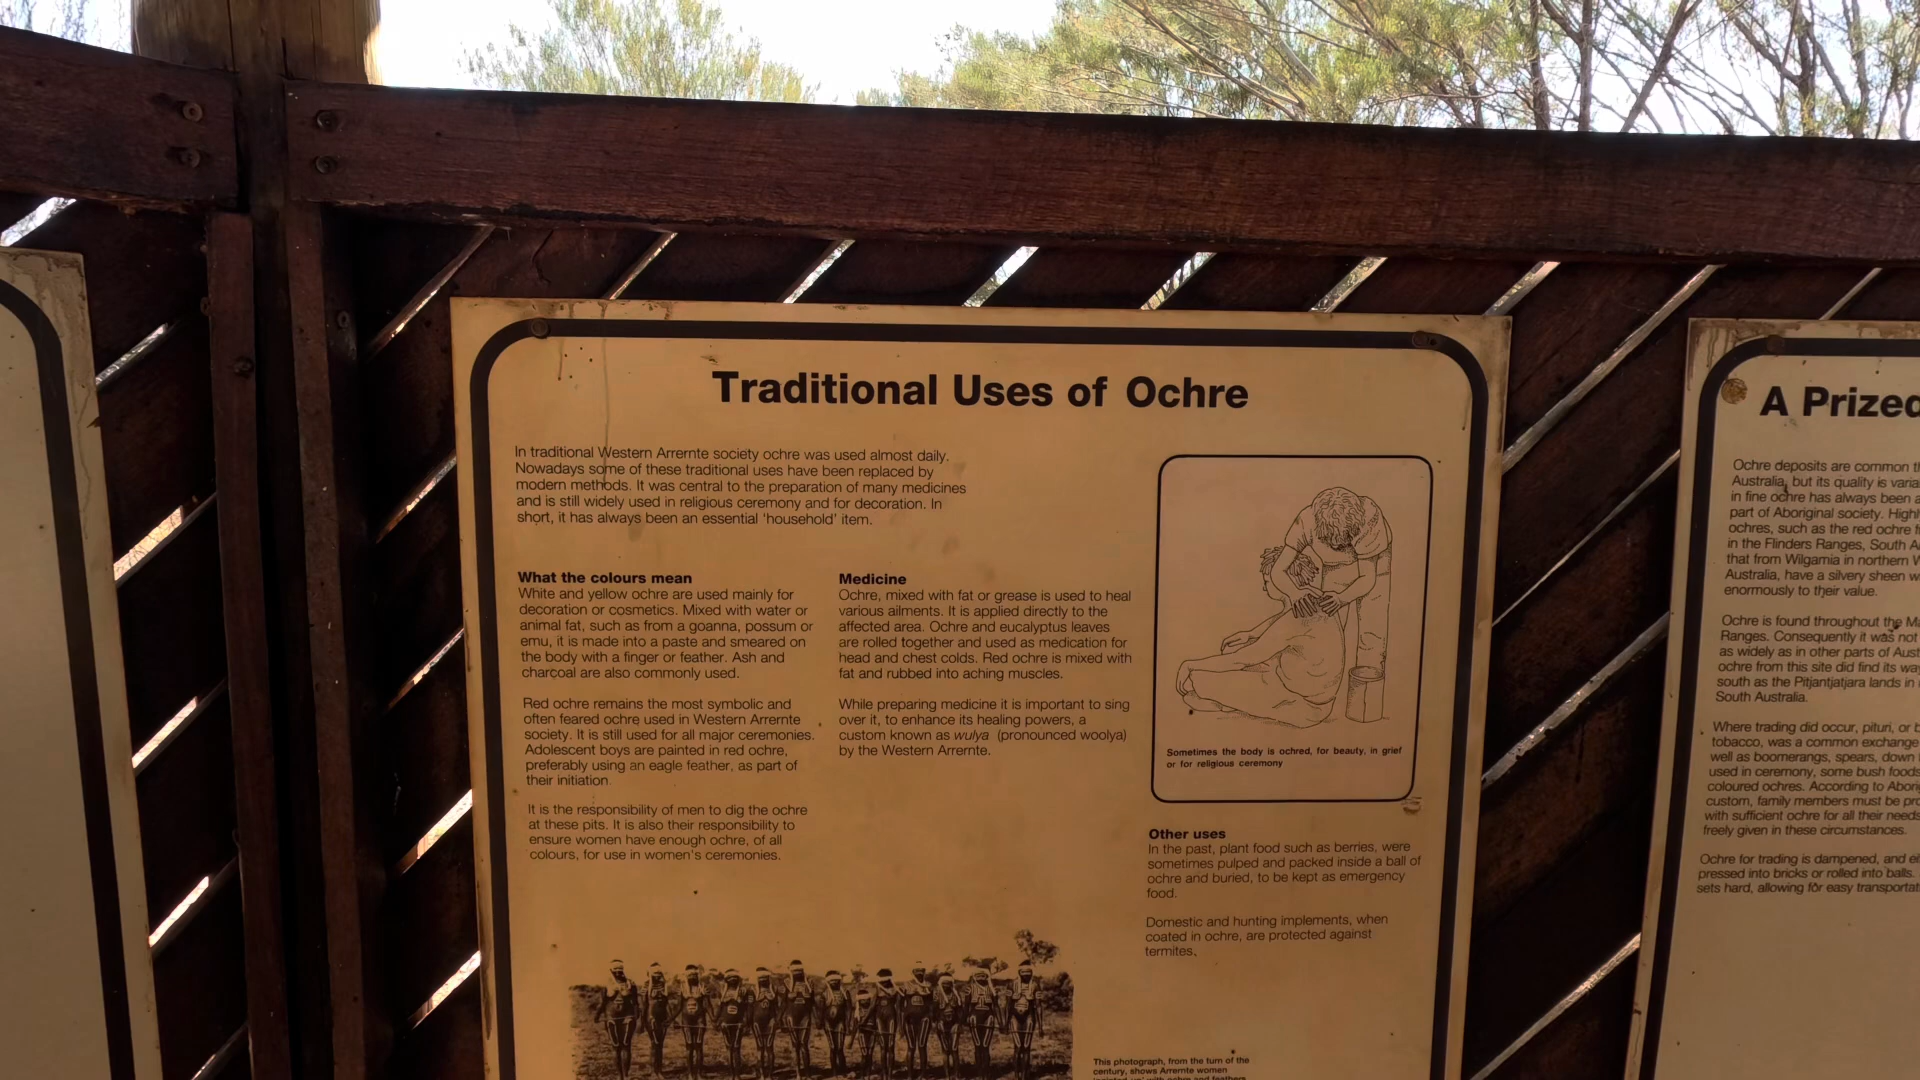 Traditional Uses of Ochre
In traditional Western Arrernte society ochre was used almost daily.
Nowadays some of these traditional uses have been replaced by
modern methods. It was central to the preparation of many medicines
and is still widely used in religious ceremony and for decoration. In
short, it has always been an essential 'household' item.
What the colours mean
White and yellow ochre are used mainly for
decoration or cosmetics. Mixed with water or
animal fat, such as from a goanna, possum or
emu, it is made into a paste and smeared on
the body with a finger or feather. Ash and
charcoal are also commonly used.
Red ochre remains the most symbolic and
often feared ochre used in Western Arrernte
society. It is still used for all major ceremonies.
Adolescent boys are painted in red ochre,
preferably using an eagle feather, as part of
their initiation.
It is the responsibility of men to dig the ochre
at these pits. It is also their responsibility to
ensure women have enough ochre, of all
colours, for use in women's ceremonies.
Medicine
Ochre, mixed with fat or grease is used to heal
various ailments. It is applied directly to the
affected area. Ochre and eucalyptus leaves
are rolled together and used as medication for
head and chest colds. Red ochre is mixed with
fat and rubbed into aching muscles.
While preparing medicine it is important to sing
over it, to enhance its healing powers, a
custom known as wulya (pronounced woolya)
by the Western Arrernte.
Sometimes the body is ochred, for beauty, in grief
or for religious ceremony
Other uses
In the past, plant food such as berries, were
sometimes pulped and packed inside a ball of
ochre and buried, to be kept as emergency
food.
Domestic and hunting implements, when
coated in ochre, are protected against
termites.
This photograph, from the turn of the
century, shows Arrernte women
A Prized
Ochre deposits are common
Australia, but its quality is
in fine ochre has always been
part of Aboriginal society.
ochres, such as the red ochre
in the Flinders Ranges, South
that from Wilgamia in northern
Australia, have a silvery sheen
enormously to their value.
Ochre is found throughout the
Ranges. Consequently it was not
as widely as in other parts of
ochre from this site did find its
south as the Pitjantjatjara lands in
South Australia.
Where trading did occur, pituri, or
tobacco, was a common exchange
well as boomerangs, spears, down
used in ceremony, some bush foods
coloured ochres. According to
custom, family members must be
with sufficient ochre for all their needs
freely given in these circumstances.
Ochre for trading is dampened, and
pressed into bricks or rolled into balls.
sets hard, allowing for easy